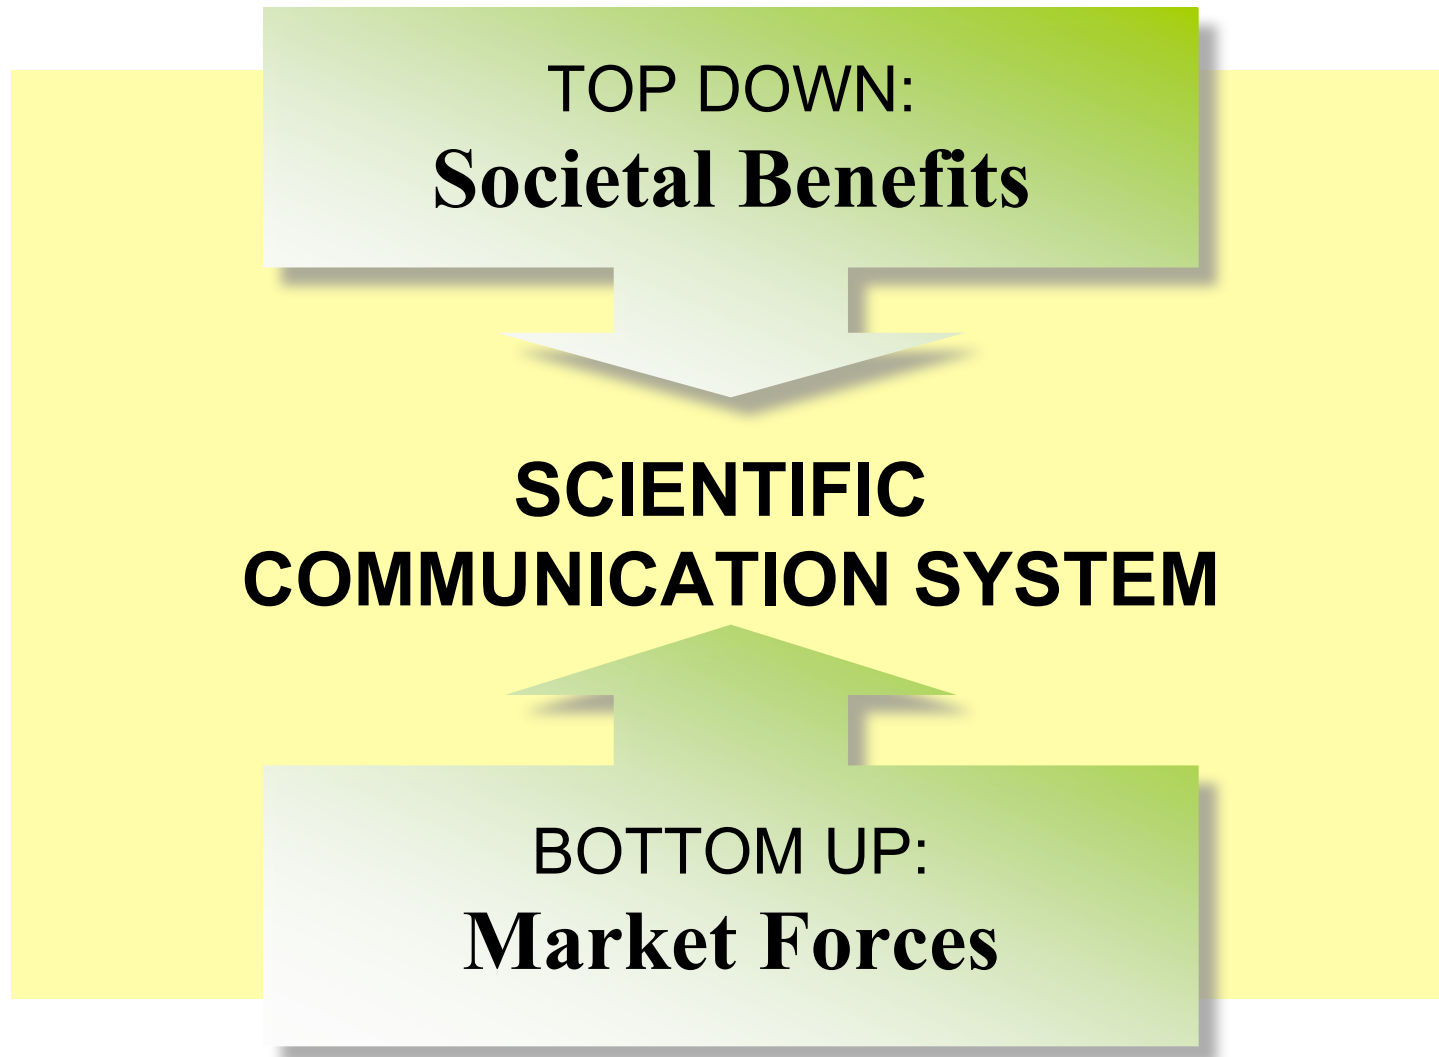 TOP DOWN:
Societal Benefits
SCIENTIFIC
COMMUNICATION SYSTEM
BOTTOM UP:
Market Forces